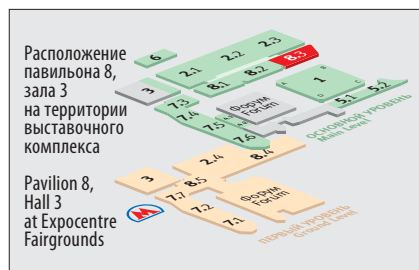 Расположение
павильона 8,
зала 3
на территории
выставочного
комплекса
Pavilion 8,
Hall 3
at Expocentre
Fairgrounds
6
2.1
2.2
2.3
3
8.1
8.2
8.3
7.3
7.4
7.5
7.6
Форум
Forum
1
5.1
5.2
ОСНОВНОЙ УРОВЕНЬ
Main Level
3
2.4
8.4
8.5
7.7
7.2
7.1
Форум
Forum
ПЕРВЫЙ УРОВЕНЬ
Ground Level